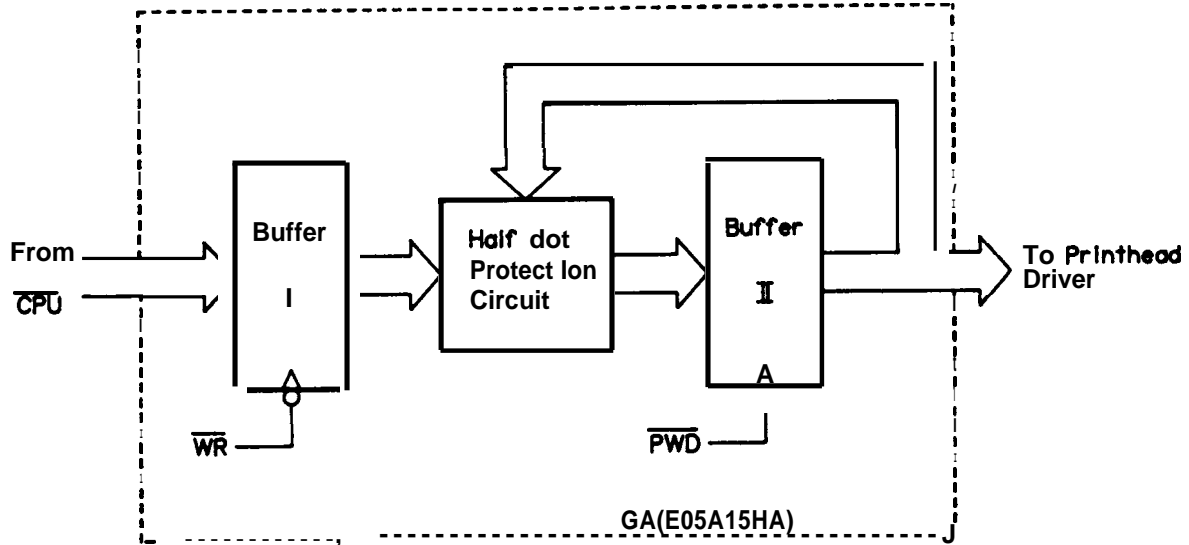 From
CPU
Buffer
I
WR
Half dot
Protect Ion
Circuit
Buffer
II
A
PWD
To Printhead
Driver
GA(E05A15HA)